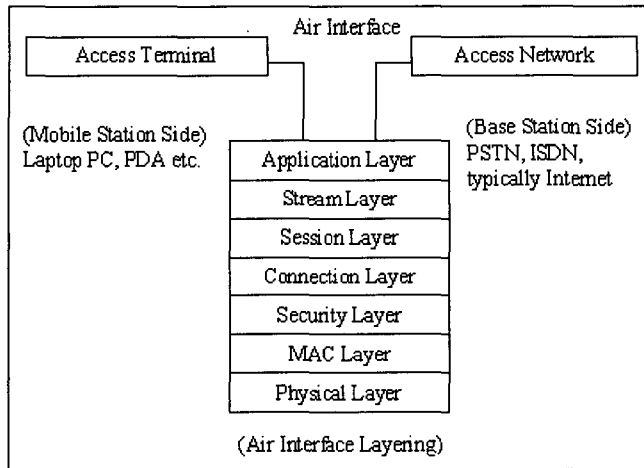 Air Interface
Access Terminal
Access Network
(Mobile Station Side)
Laptop PC, PDA etc.
(Base Station Side)
PSTN, ISDN,
typically Internet
Application Layer
Stream Layer
Session Layer
Connection Layer
Security Layer
MAC Layer
Physical Layer
(Air Interface Layering)